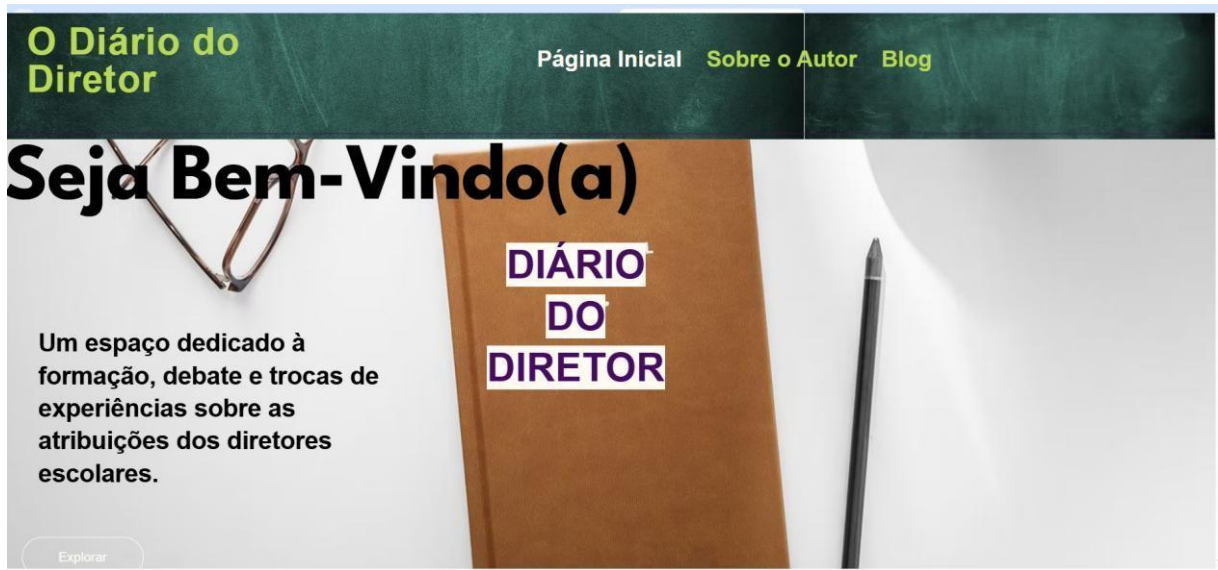 O Diário do
Diretor
Página Inicial Sobre o Autor Blog
Seja Bem-Vindo(a)
DIÁRIO
DO
DIRETOR
Um espaço dedicado à
formação, debate e trocas de
experiências sobre as
atribuições dos diretores
escolares.
Explorar